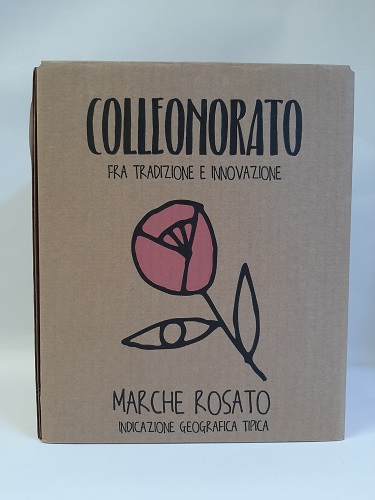 COLLEONORATO
FRA TRADIZIONE E INNOVAZIONE
MARCHE ROSATO
INDICAZIONE GEOGRAFICA TIPICA